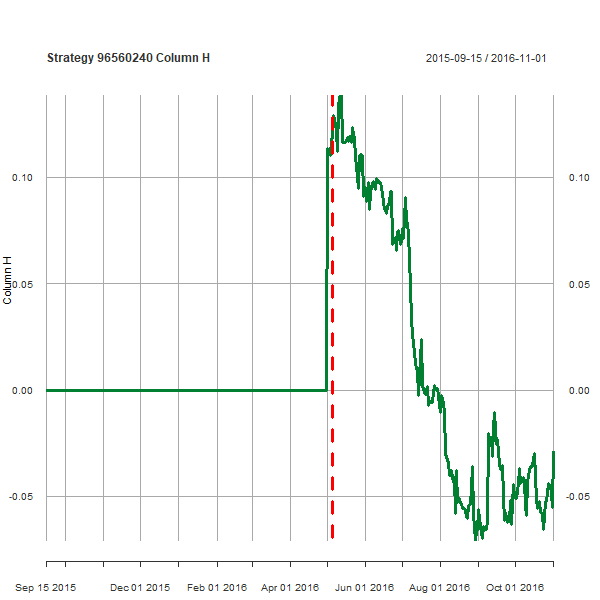 Strategy 96560240 Column H
2015-09-15 / 2016-11-01
0.10
0.10
0.05
0.05
Column H
0.00
0.00
-0.05
-0.05
Sep 15 2015
Dec 01 2015
Feb 01 2016
Apr 01 2016
Jun 01 2016
Aug 01 2016
Oct 01 2016